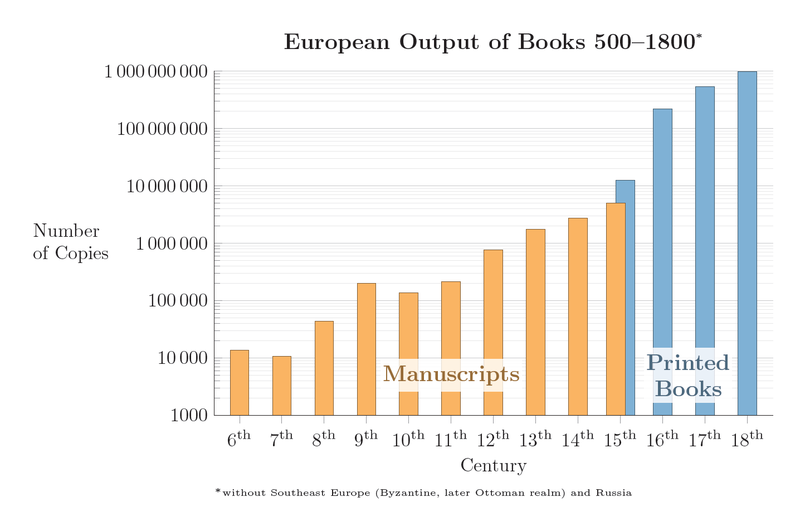 European Output of Books 500–1800*
1 000 000 000
100 000 000
10 000 000
Number
of Copies
1 000 000
100 000
10 000
1000
Manuscripts
Printed
Books
6th 7th 8th 9th 10th 11th 12th 13th 14th 15th 16th 17th 18th
Century
*without Southeast Europe (Byzantine, later Ottoman realm) and Russia